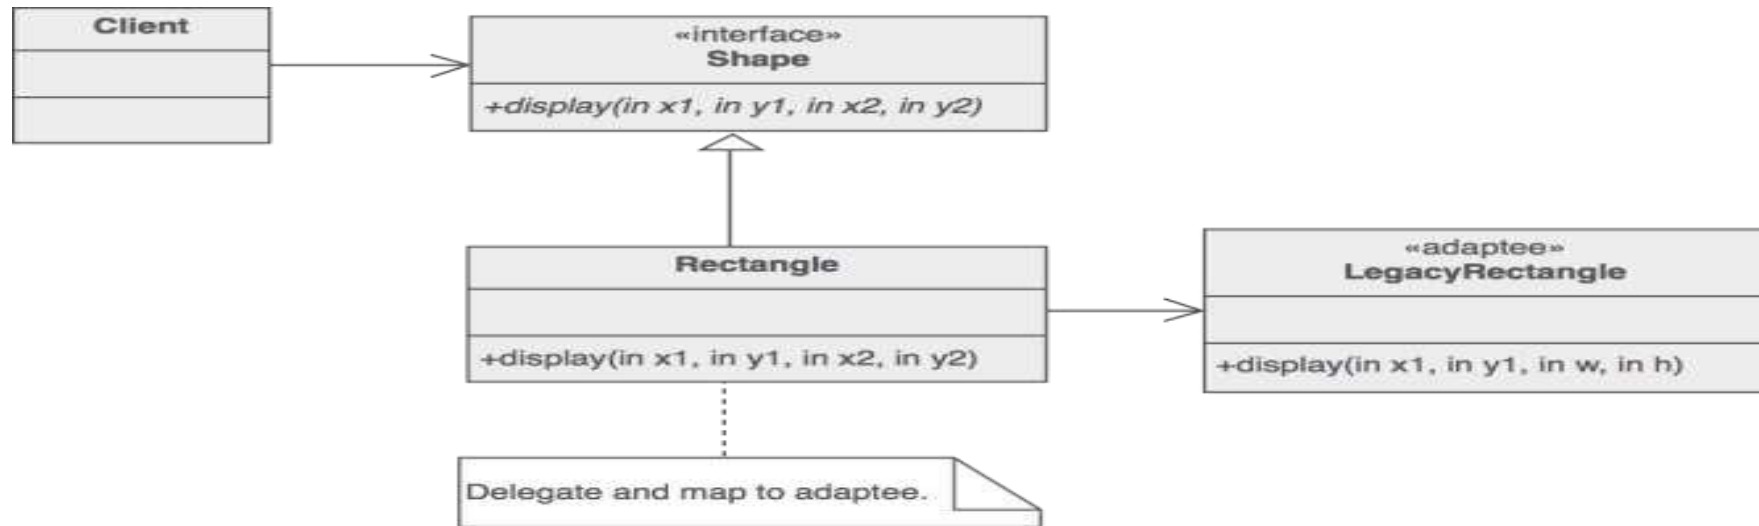 Client
«interface»
Shape
+display(in x1, in y1, in x2, in y2)
Rectangle
+display(in x1, in y1, in x2, in y2)
«adaptee»
LegacyRectangle
+display(in x1, in y1, in w, in h)
Delegate and map to adaptee.